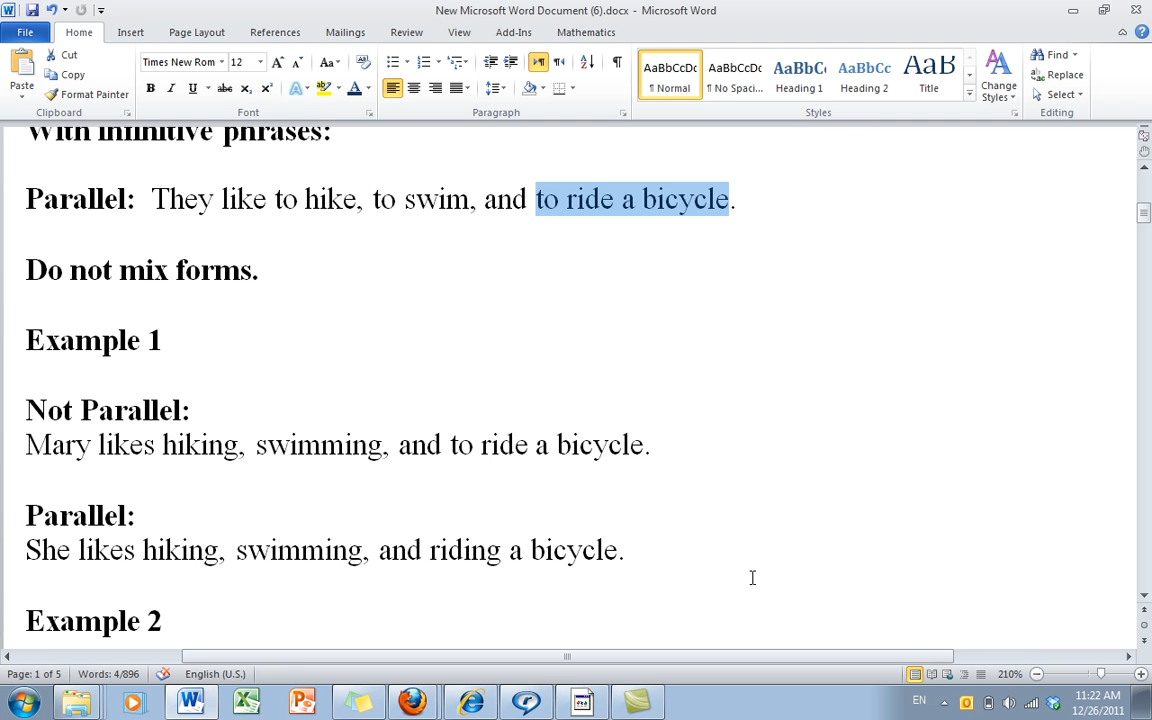 New Microsoft Word Document (6).docx - Microsoft Word
File Home Insert Page Layout References Mailings Review View Add-Ins Mathematics
Paste
Cut
Copy
Format Painter
Clipboard
Times New Rom 12
Font
Paragraph
AaBbCcDc AaBbCcDc AaBbC AaBbCc AaB
¶ Normal ¶ No Spaci... Heading 1 Heading 2 Title
Change Styles
Styles
Find
Replace
Select
Editing
With infinitive phrases:
Parallel: They like to hike, to swim, and to ride a bicycle.
Do not mix forms.
Example 1
Not Parallel:
Mary likes hiking, swimming, and to ride a bicycle.
Parallel:
She likes hiking, swimming, and riding a bicycle.
Example 2
Page: 1 of 5 Words: 4/896 English (U.S.) 210%
EN 11:22 AM
12/26/2011